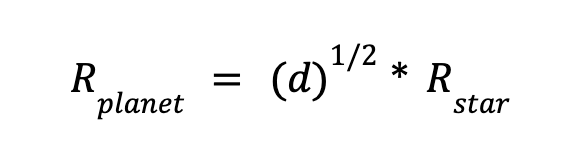 R_planet = (d)^1/2 * R_star